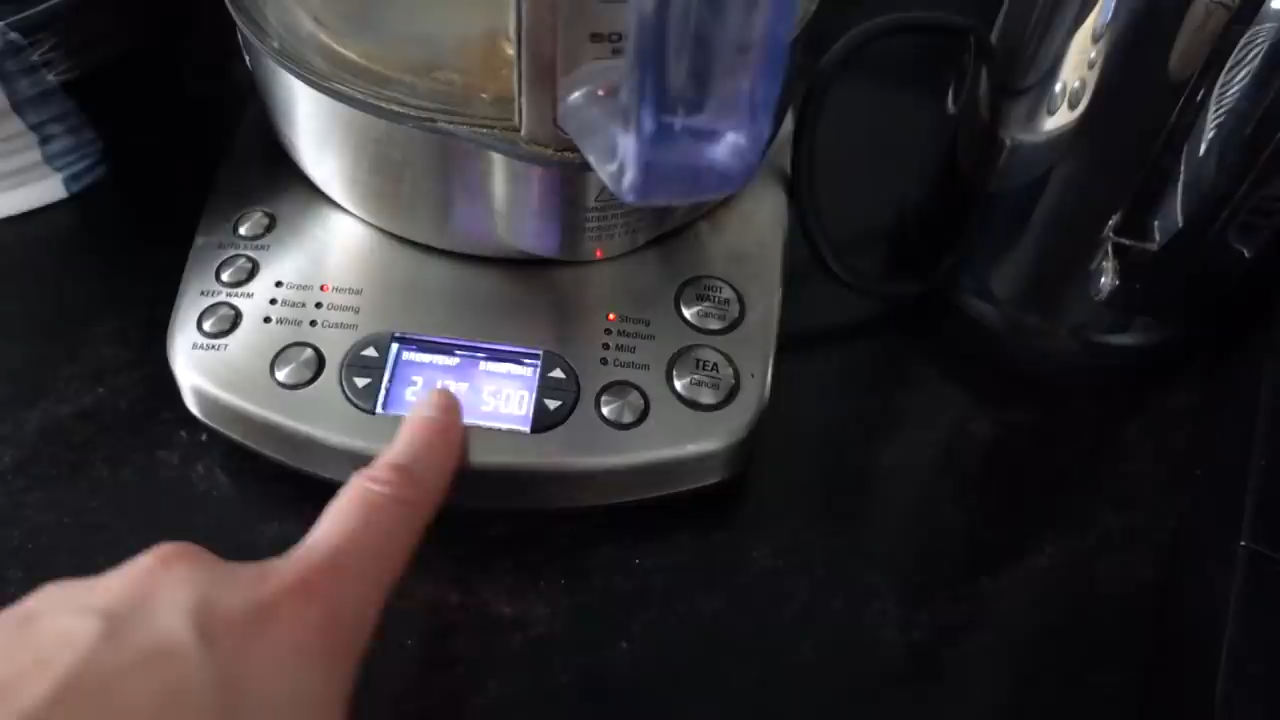 50
AUTO START
KEEP WARM
BASKET
Green Herbal
Black Oolong
White Custom
BREW TEMP BREW TIME
5:00
Strong
Medium
Mild
Custom
HOT
WATER
Cancel
TEA
Cancel